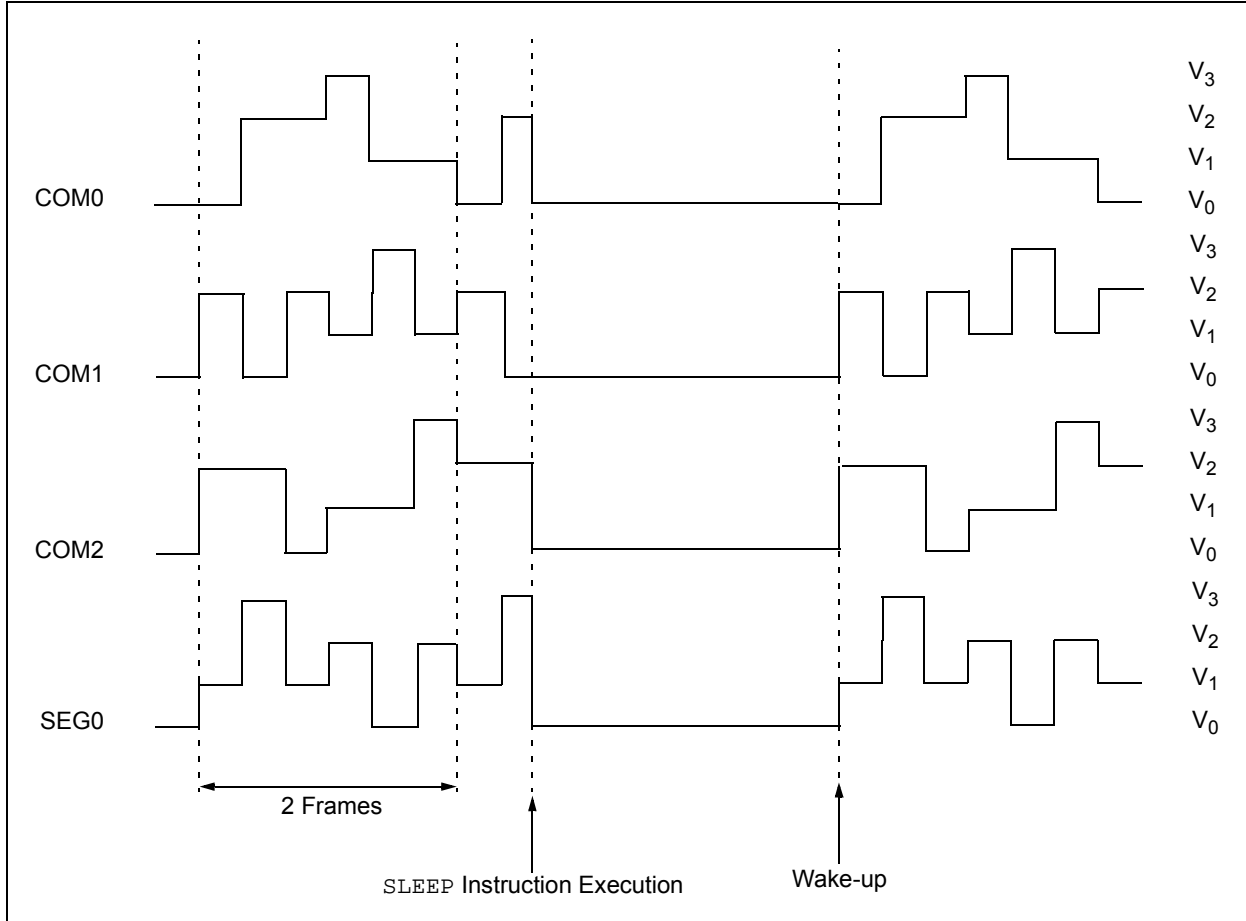 V3
V2
V1
COM0
V0
V3
V2
V1
COM1
V0
V3
V2
V1
COM2
V0
V3
V2
V1
SEG0
V0
2 Frames
SLEEP Instruction Execution
Wake-up